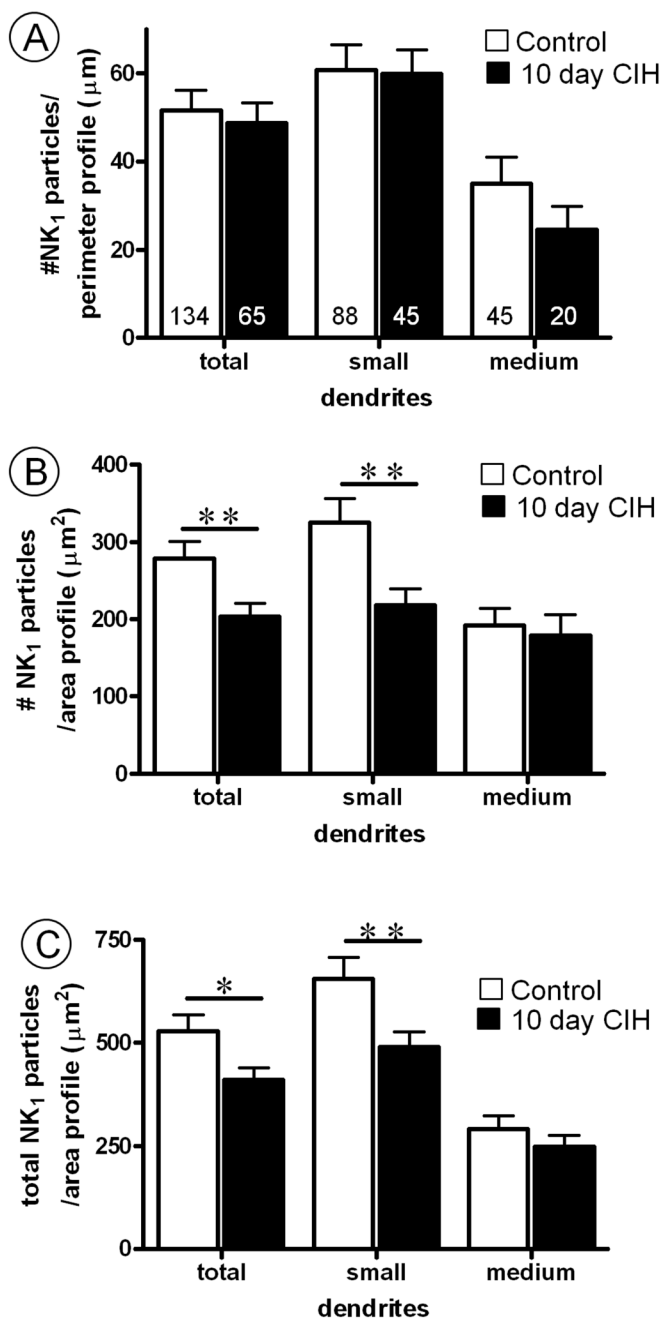 A
#NK1 particles/
perimeter profile (μm)
Control
10 day CIH
60
40
20
0
134 65 88 45 45 20
total small medium
dendrites
B
# NK1 particles
/area profile (μm2)
Control
10 day CIH
400
300
200
100
0
** **
total small medium
dendrites
C
total NK1 particles
/area profile (μm2)
Control
10 day CIH
750
500
250
0
* **
total small medium
dendrites